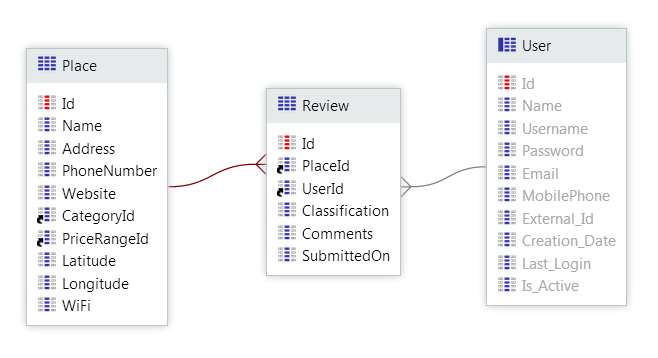 Place
Id
Name
Address
PhoneNumber
Website
CategoryId
PriceRangeId
Latitude
Longitude
WiFi
Review
Id
PlaceId
UserId
Classification
Comments
SubmittedOn
User
Id
Name
Username
Password
Email
MobilePhone
External_Id
Creation_Date
Last_Login
Is_Active